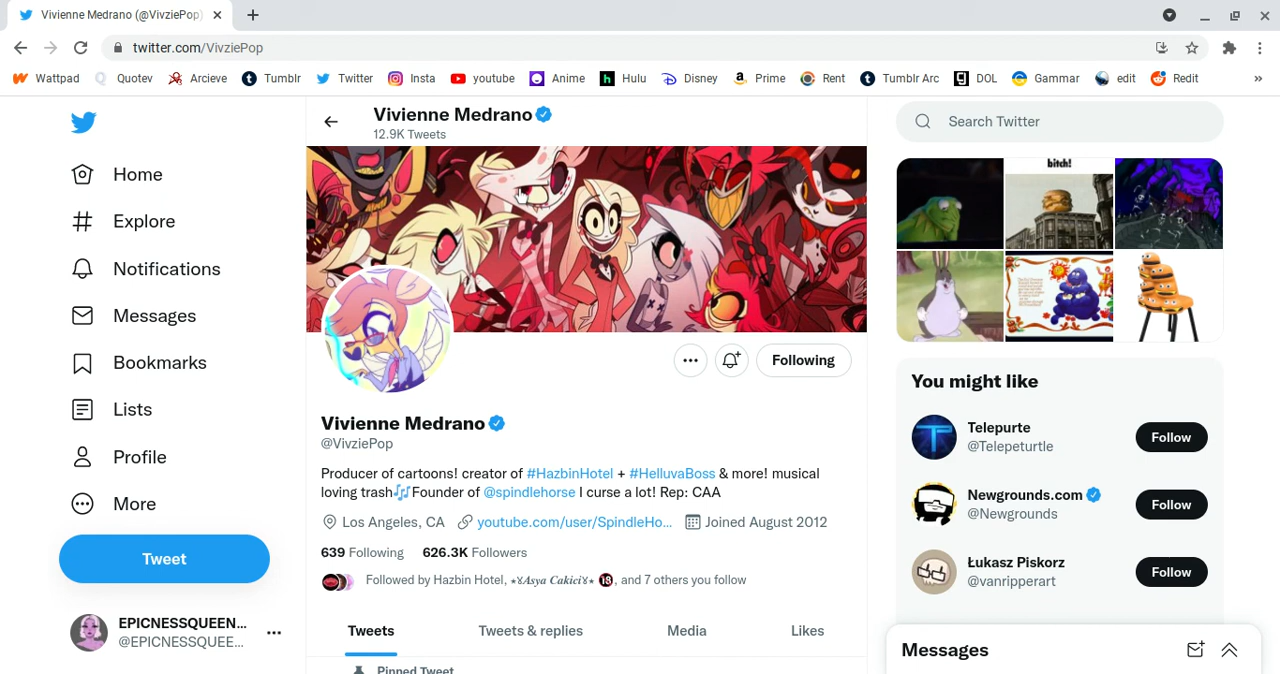 Vivienne Medrano (@VivziePop)
twitter.com/VivziePop
Wattpad Quotev Arcieve Tumblr Twitter Insta youtube Anime Hulu Disney Prime Rent Tumblr Arc DOL Gammar edit Redit »
Vivienne Medrano
12.9K Tweets
Search Twitter
Home
Explore
Notifications
Messages
Bookmarks
Lists
Profile
More
Tweet
EPICNESSQUEEN...
@EPICNESSQUEE...
Following
Vivienne Medrano
@VivziePop
Producer of cartoons! creator of #HazbinHotel + #HelluvaBoss & more! musical
loving trash🎶Founder of @spindlehorse I curse a lot! Rep: CAA
Los Angeles, CA youtube.com/user/SpindleHo... Joined August 2012
639 Following 626.3K Followers
Followed by Hazbin Hotel, ⋆౪𝑨𝒔𝒚𝒂 𝑪𝒂𝒌𝒊𝒄𝒊౪⋆ 🔞, and 7 others you follow
Tweets Tweets & replies Media Likes
Pinned Tweet
bitch!
You might like
Telepurte
@Telepeturtle
Follow
Newgrounds.com
@Newgrounds
Follow
Łukasz Piskorz
@vanripperart
Follow
Messages